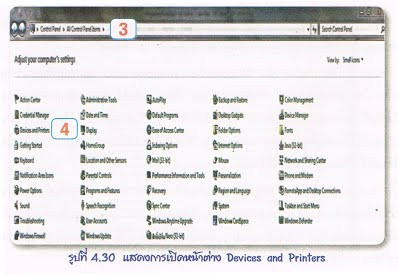 Control Panel ▸ All Control Panel Items ▸ 3 Search Control Panel
Adjust your computer's settings View by: Small icons
Action Center Administrative Tools AutoPlay Backup and Restore Color Management
Credential Manager Date and Time Default Programs Desktop Gadgets Device Manager
Devices and Printers 4 Display Ease of Access Center Folder Options Fonts
Getting Started HomeGroup Indexing Options Internet Options Java (32-bit)
Keyboard Location and Other Sensors Mail (32-bit) Mouse Network and Sharing Center
Notification Area Icons Parental Controls Performance Information and Tools Personalization Phone and Modem
Power Options Programs and Features Recovery Region and Language RemoteApp and Desktop Connections
Sound Speech Recognition Sync Center System Taskbar and Start Menu
Troubleshooting User Accounts Windows Anytime Upgrade Windows CardSpace Windows Defender
Windows Firewall Windows Update Nero (32-bit)
รูปที่ 4.30 แสดงการเปิดหน้าต่าง Devices and Printers